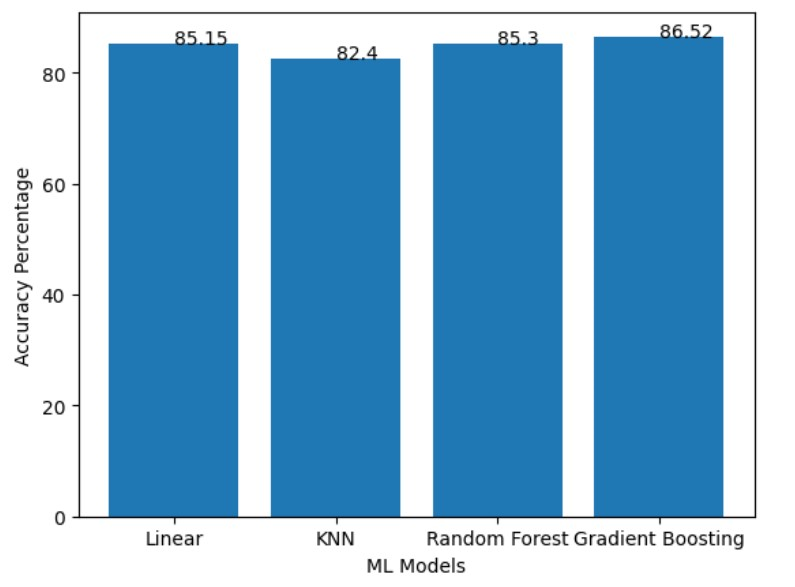 85.15
82.4
85.3
86.52
80
60
40
20
0
Accuracy Percentage
Linear
KNN
Random Forest
Gradient Boosting
ML Models